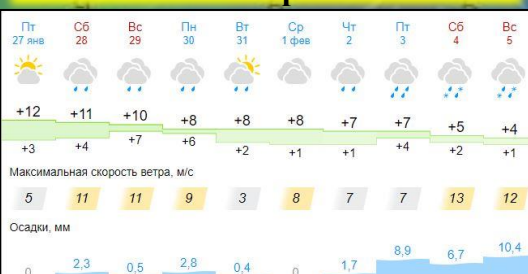 Пт Сб Вс Пн Вт Ср Чт Пт Сб Вс
27 янв 28 29 30 31 1 фев 2 3 4 5
+12 +11 +10 +8 +8 +8 +7 +7 +5 +4
+3 +4 +7 +6 +2 +1 +1 +4 +2 +1
Максимальная скорость ветра, м/с
5 11 11 9 3 8 7 7 13 12
Осадки, мм
0 2,3 0,5 2,8 0,4 0 1,7 8,9 6,7 10,4